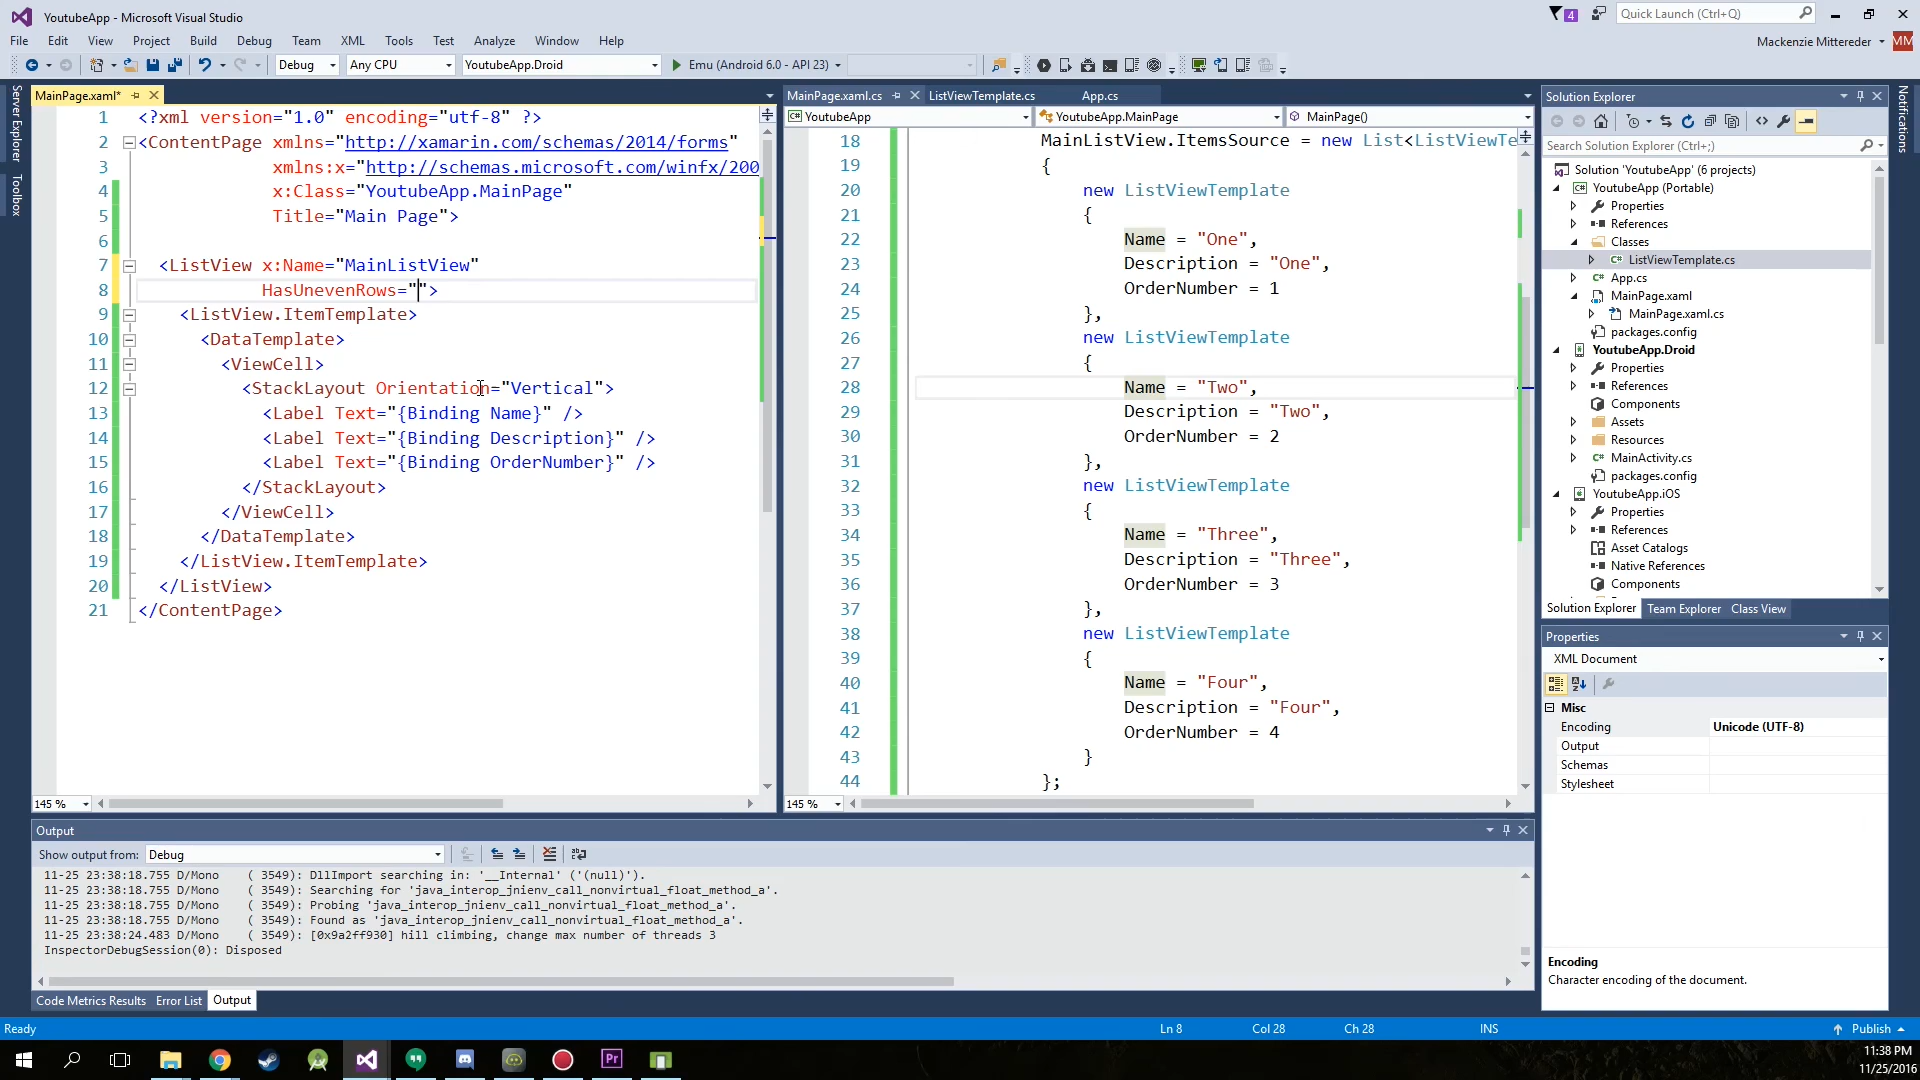 YoutubeApp - Microsoft Visual Studio
4
Quick Launch (Ctrl+Q)
File Edit View Project Build Debug Team XML Tools Test Analyze Window Help
Mackenzie Mittereder
MM
Debug
Any CPU
YoutubeApp.Droid
Emu (Android 6.0 - API 23)
Server Explorer
Toolbox
MainPage.xaml*
1 <?xml version="1.0" encoding="utf-8" ?>
2 <ContentPage xmlns="http://xamarin.com/schemas/2014/forms"
3 xmlns:x="http://schemas.microsoft.com/winfx/200
4 x:Class="YoutubeApp.MainPage"
5 Title="Main Page">
6
7 <ListView x:Name="MainListView"
8 HasUnevenRows="">
9 <ListView.ItemTemplate>
10 <DataTemplate>
11 <ViewCell>
12 <StackLayout Orientation="Vertical">
13 <Label Text="{Binding Name}" />
14 <Label Text="{Binding Description}" />
15 <Label Text="{Binding OrderNumber}" />
16 </StackLayout>
17 </ViewCell>
18 </DataTemplate>
19 </ListView.ItemTemplate>
20 </ListView>
21 </ContentPage>
145 %
MainPage.xaml.cs
ListViewTemplate.cs
App.cs
YoutubeApp
YoutubeApp.MainPage
MainPage()
18 MainListView.ItemsSource = new List<ListViewTe
19 {
20 new ListViewTemplate
21 {
22 Name = "One",
23 Description = "One",
24 OrderNumber = 1
25 },
26 new ListViewTemplate
27 {
28 Name = "Two",
29 Description = "Two",
30 OrderNumber = 2
31 },
32 new ListViewTemplate
33 {
34 Name = "Three",
35 Description = "Three",
36 OrderNumber = 3
37 },
38 new ListViewTemplate
39 {
40 Name = "Four",
41 Description = "Four",
42 OrderNumber = 4
43 }
44 };
145 %
Solution Explorer
Search Solution Explorer (Ctrl+;)
Solution 'YoutubeApp' (6 projects)
YoutubeApp (Portable)
Properties
References
Classes
ListViewTemplate.cs
App.cs
MainPage.xaml
MainPage.xaml.cs
packages.config
YoutubeApp.Droid
Properties
References
Components
Assets
Resources
MainActivity.cs
packages.config
YoutubeApp.iOS
Properties
References
Asset Catalogs
Native References
Components
Solution Explorer Team Explorer Class View
Notifications
Properties
XML Document
Misc
Encoding Unicode (UTF-8)
Output
Schemas
Stylesheet
Encoding
Character encoding of the document.
Output
Show output from: Debug
11-25 23:38:18.755 D/Mono ( 3549): DllImport searching in: '__Internal' ('(null)').
11-25 23:38:18.755 D/Mono ( 3549): Searching for 'java_interop_jnienv_call_nonvirtual_float_method_a'.
11-25 23:38:18.755 D/Mono ( 3549): Probing 'java_interop_jnienv_call_nonvirtual_float_method_a'.
11-25 23:38:18.755 D/Mono ( 3549): Found as 'java_interop_jnienv_call_nonvirtual_float_method_a'.
11-25 23:38:24.483 D/Mono ( 3549): [0x9a2ff930] hill climbing, change max number of threads 3
InspectorDebugSession(0): Disposed
Code Metrics Results Error List Output
Ready
Ln 8
Col 28
Ch 28
INS
Publish
Pr
11:38 PM
11/25/2016